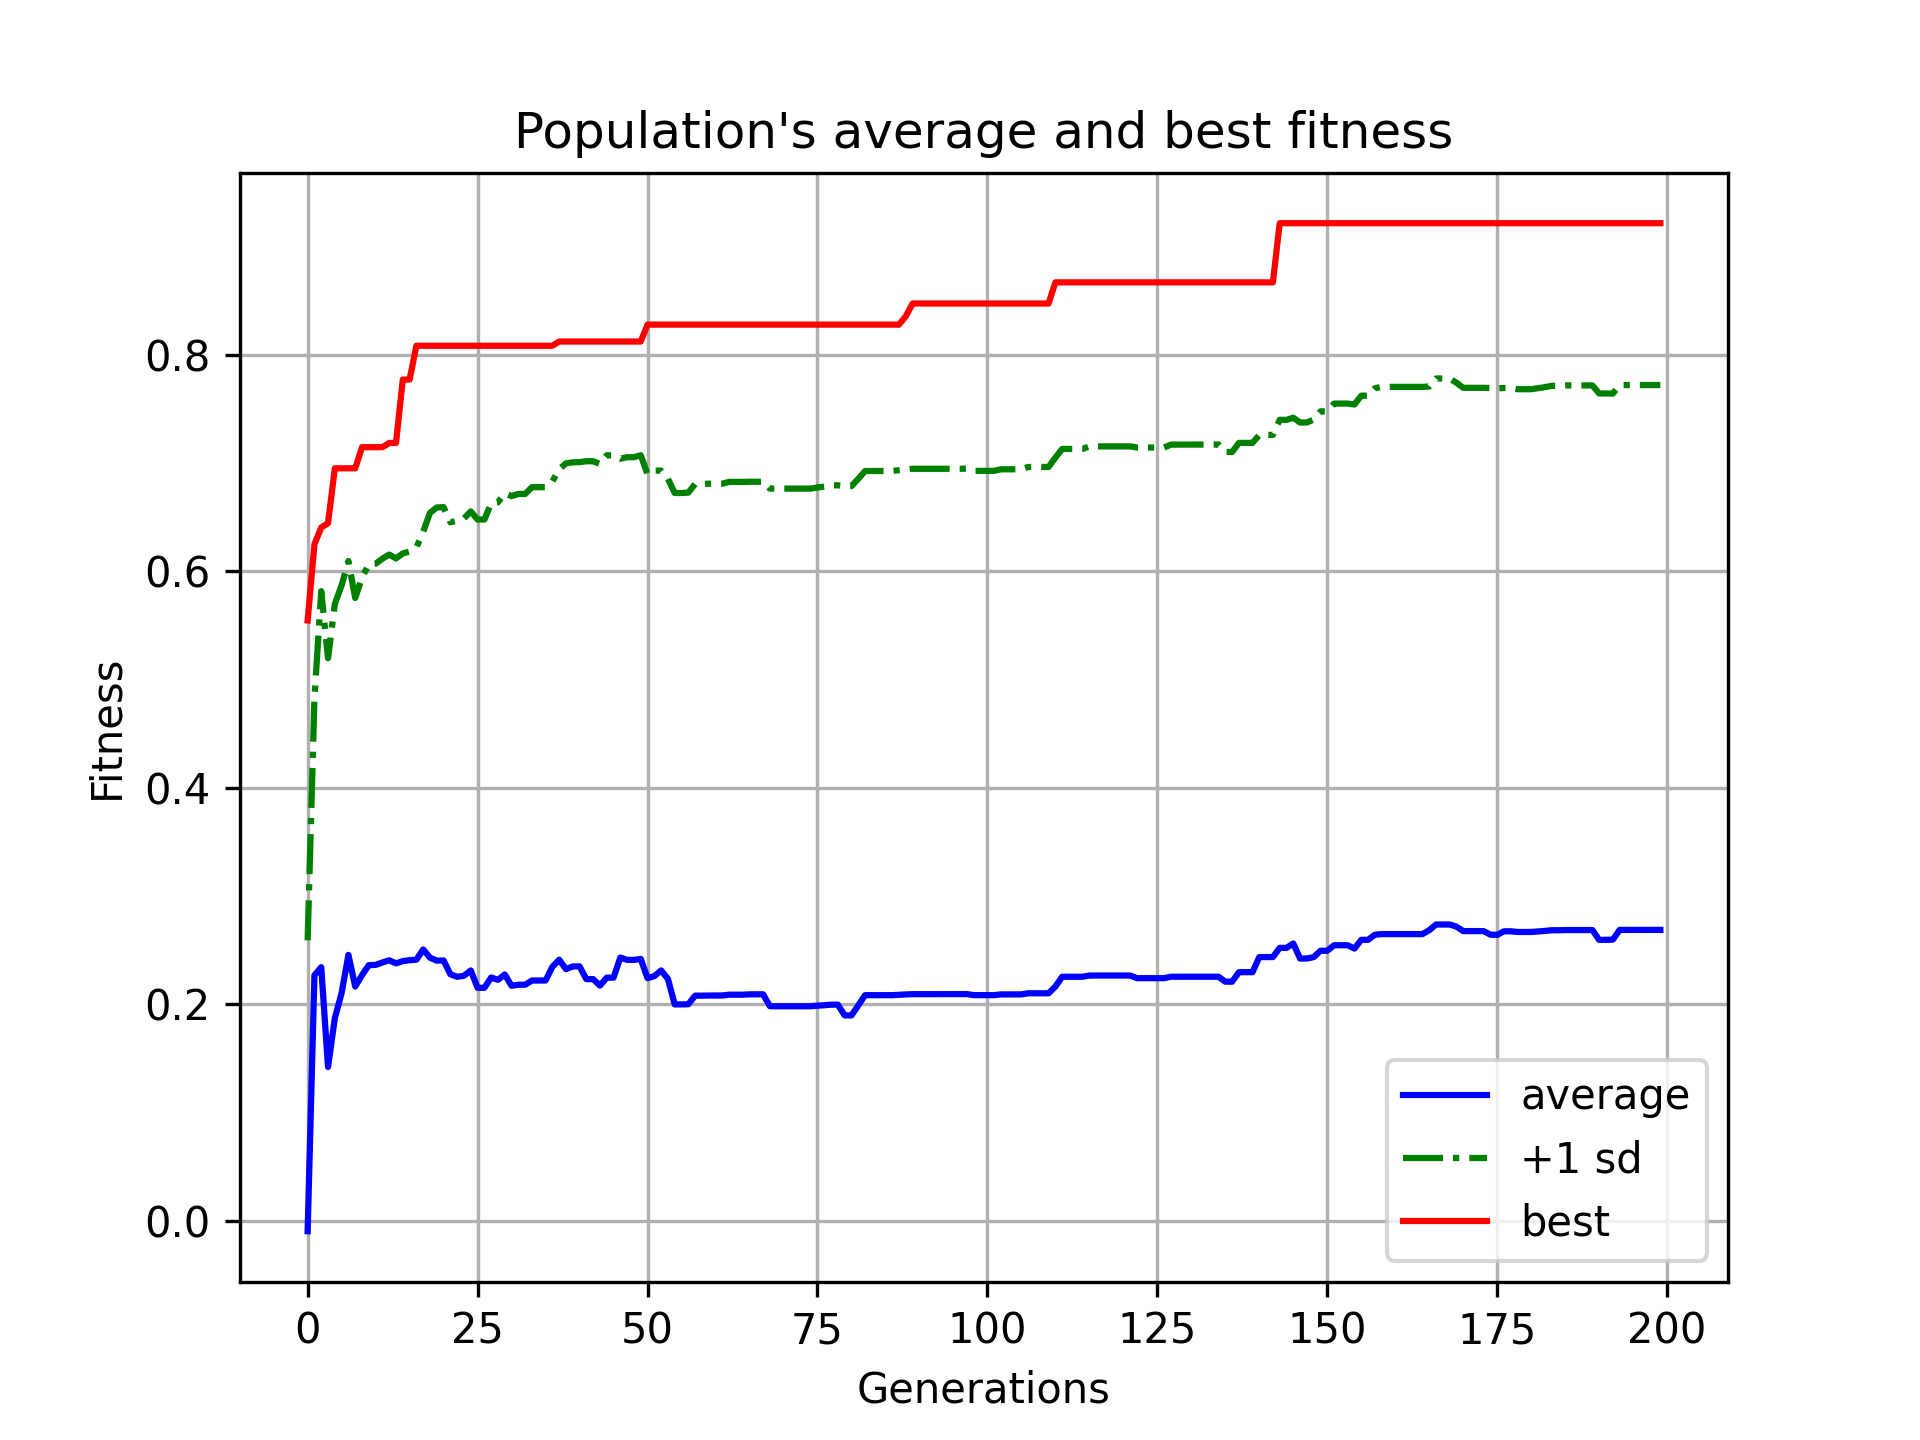 Population's average and best fitness
Fitness
0.8
0.6
0.4
0.2
0.0
average
+1 sd
best
0 25 50 75 100 125 150 175 200
Generations